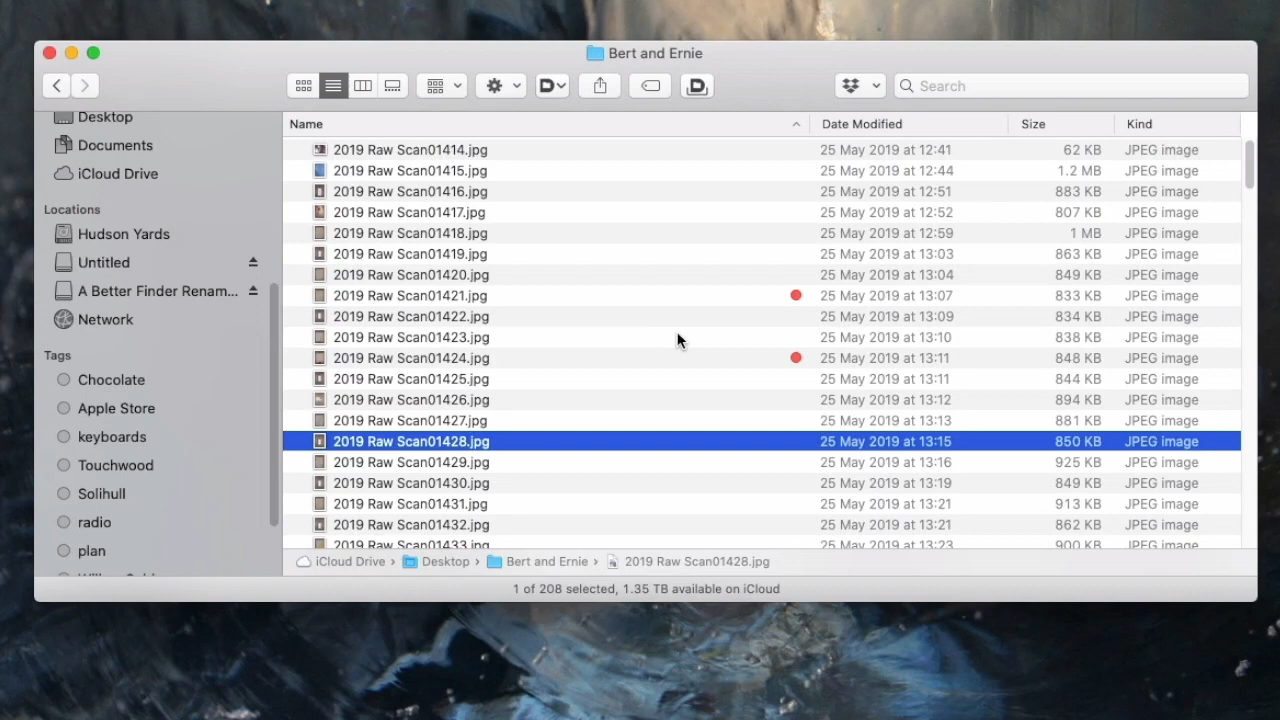 Bert and Ernie
Search
Desktop
Documents
iCloud Drive
Locations
Hudson Yards
Untitled
A Better Finder Renam...
Network
Tags
Chocolate
Apple Store
keyboards
Touchwood
Solihull
radio
plan
Name Date Modified Size Kind
2019 Raw Scan01414.jpg 25 May 2019 at 12:41 62 KB JPEG image
2019 Raw Scan01415.jpg 25 May 2019 at 12:44 1.2 MB JPEG image
2019 Raw Scan01416.jpg 25 May 2019 at 12:51 883 KB JPEG image
2019 Raw Scan01417.jpg 25 May 2019 at 12:52 807 KB JPEG image
2019 Raw Scan01418.jpg 25 May 2019 at 12:59 1 MB JPEG image
2019 Raw Scan01419.jpg 25 May 2019 at 13:03 863 KB JPEG image
2019 Raw Scan01420.jpg 25 May 2019 at 13:04 849 KB JPEG image
2019 Raw Scan01421.jpg 25 May 2019 at 13:07 833 KB JPEG image
2019 Raw Scan01422.jpg 25 May 2019 at 13:09 834 KB JPEG image
2019 Raw Scan01423.jpg 25 May 2019 at 13:10 838 KB JPEG image
2019 Raw Scan01424.jpg 25 May 2019 at 13:11 848 KB JPEG image
2019 Raw Scan01425.jpg 25 May 2019 at 13:11 844 KB JPEG image
2019 Raw Scan01426.jpg 25 May 2019 at 13:12 894 KB JPEG image
2019 Raw Scan01427.jpg 25 May 2019 at 13:13 881 KB JPEG image
2019 Raw Scan01428.jpg 25 May 2019 at 13:15 850 KB JPEG image
2019 Raw Scan01429.jpg 25 May 2019 at 13:16 925 KB JPEG image
2019 Raw Scan01430.jpg 25 May 2019 at 13:19 849 KB JPEG image
2019 Raw Scan01431.jpg 25 May 2019 at 13:21 913 KB JPEG image
2019 Raw Scan01432.jpg 25 May 2019 at 13:21 862 KB JPEG image
2019 Raw Scan01433.jpg 25 May 2019 at 13:23 900 KB JPEG image
iCloud Drive › Desktop › Bert and Ernie › 2019 Raw Scan01428.jpg
1 of 208 selected, 1.35 TB available on iCloud